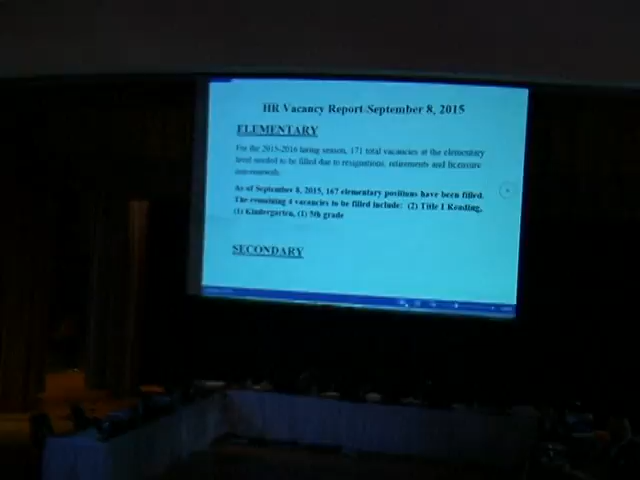 HR Vacancy Report September 8, 2015
ELEMENTARY
For the 2015-2016 hiring season, 171 total vacancies at the elementary
level needed to be filled due to resignations, retirements and licensure
As of September 8, 2015, 167 elementary positions have been filled.
The remaining 4 vacancies to be filled include: (2) Title I Reading,
(1) Kindergarten, (1) 5th grade
SECONDARY